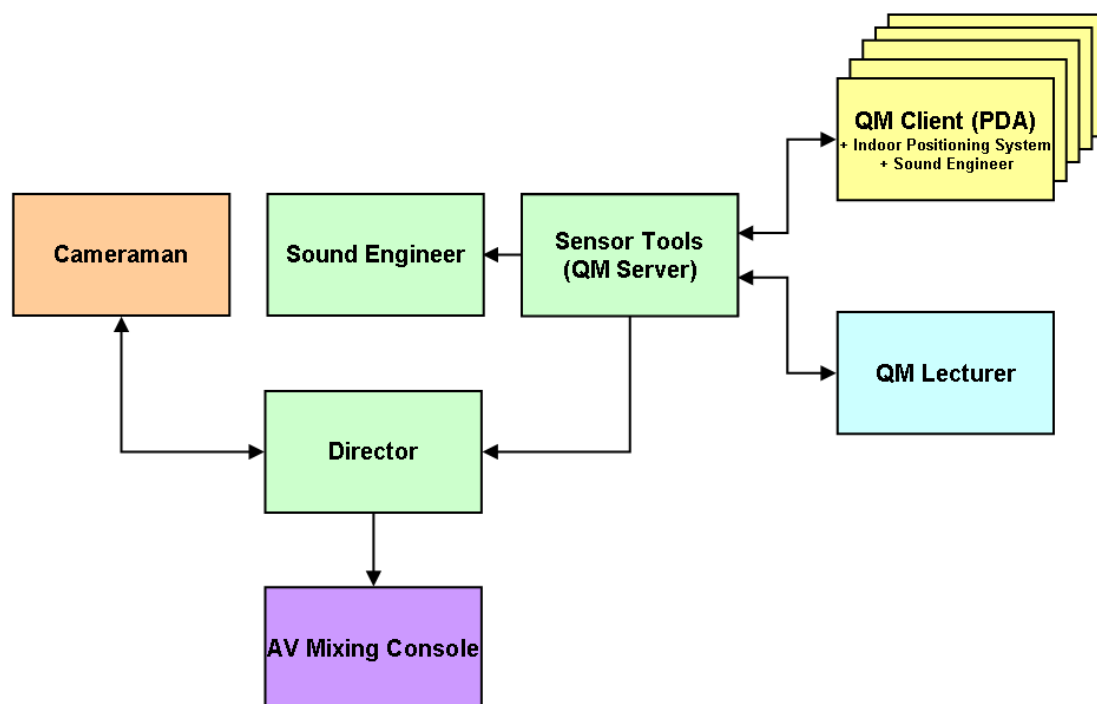 QM Client (PDA)
+ Indoor Positioning System
+ Sound Engineer
Cameraman
Sound Engineer
Sensor Tools
(QM Server)
QM Lecturer
Director
AV Mixing Console